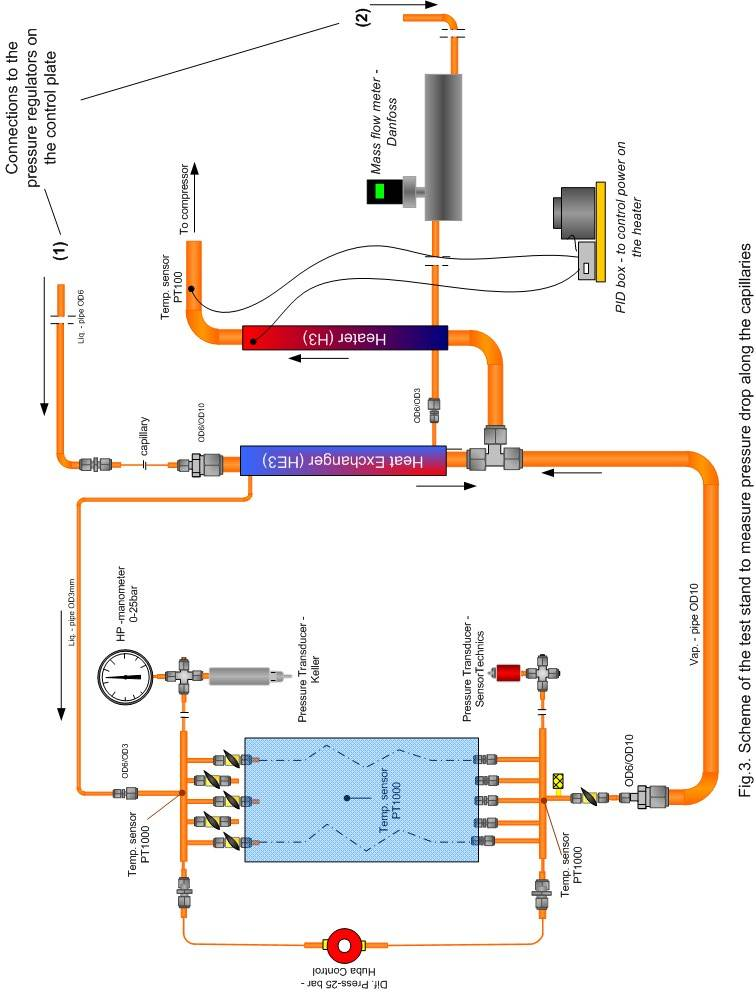 Connections to the
pressure regulators on
the control plate
(2)
(1)
Mass flow meter -
Danfoss
To compressor
Temp. sensor
PT100
Liq. - pipe OD6
PID box - to control power on
the heater
Heater (H3)
OD6/OD3
OD6/OD10
capillary
Heat Exchanger (HE3)
Liq. - pipe OD3mm
HP -manometer
0-25bar
Pressure Transducer -
Keller
Pressure Transducer -
SensorTechnics
Vap. - pipe OD10
OD6/OD3
OD6/OD10
Temp. sensor
PT1000
Temp. sensor
PT1000
Temp. sensor
PT1000
Dif. Press-25 bar -
Huba Control
Fig.3. Scheme of the test stand to measure pressure drop along the capillaries